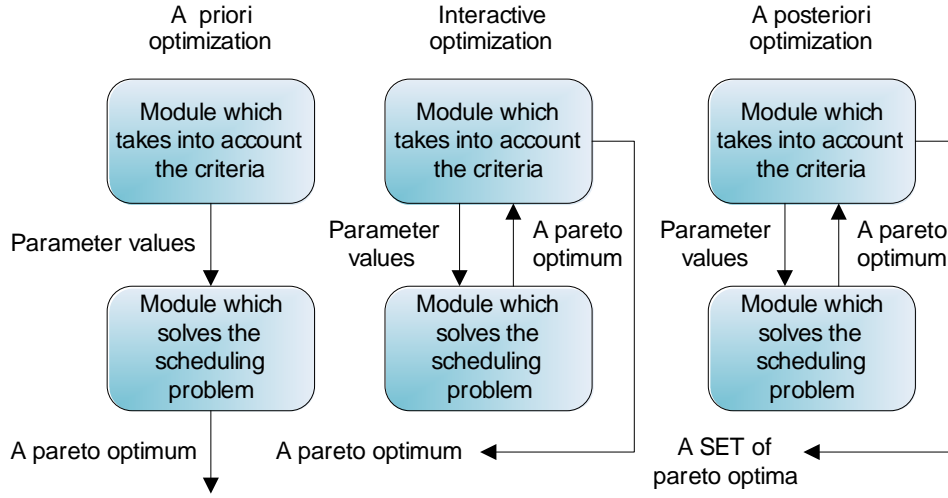 A priori
optimization
Module which
takes into account
the criteria
Parameter values
Module which
solves the
scheduling
problem
A pareto optimum
Interactive
optimization
Module which
takes into account
the criteria
Parameter
values
A pareto
optimum
Module which
solves the
scheduling
problem
A pareto optimum
A posteriori
optimization
Module which
takes into account
the criteria
Parameter
values
A pareto
optimum
Module which
solves the
scheduling
problem
A SET of
pareto optima